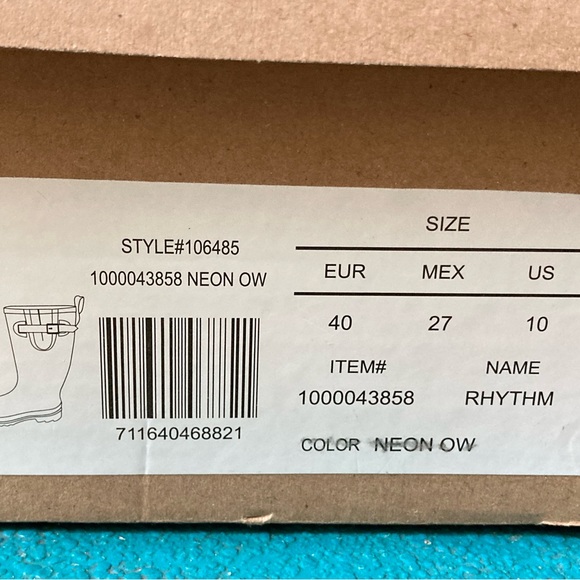 STYLE#106485
1000043858 NEON OW
711640468821
SIZE
EUR MEX US
40 27 10
ITEM# NAME
1000043858 RHYTHM
COLOR NEON OW